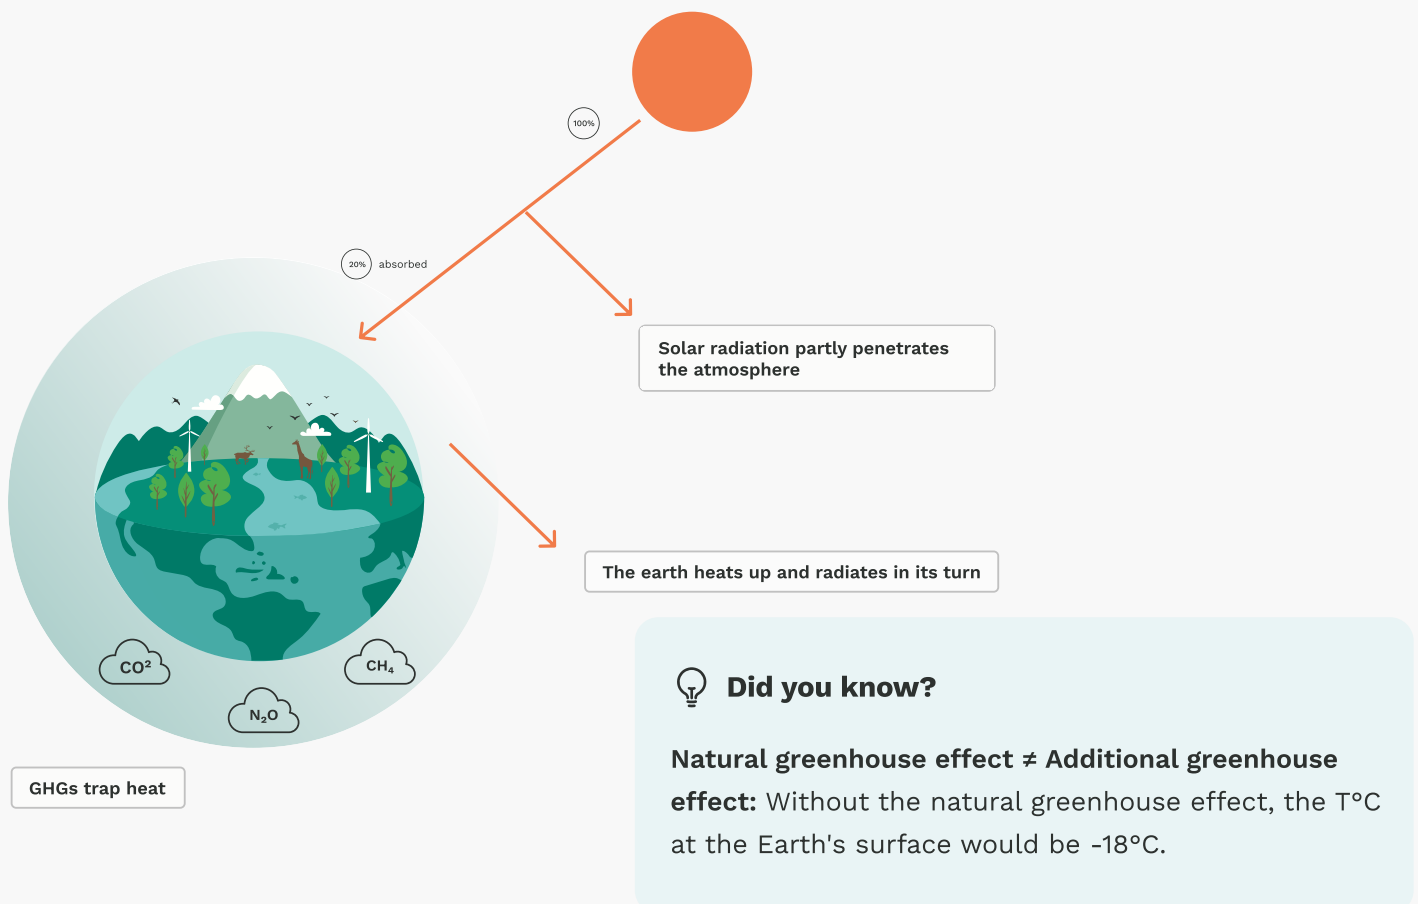 100%
20% absorbed
Solar radiation partly penetrates
the atmosphere
The earth heats up and radiates in its turn
CO²
CH₄
N₂O
GHGs trap heat
Did you know?
Natural greenhouse effect ≠ Additional greenhouse
effect: Without the natural greenhouse effect, the T°C
at the Earth's surface would be -18°C.